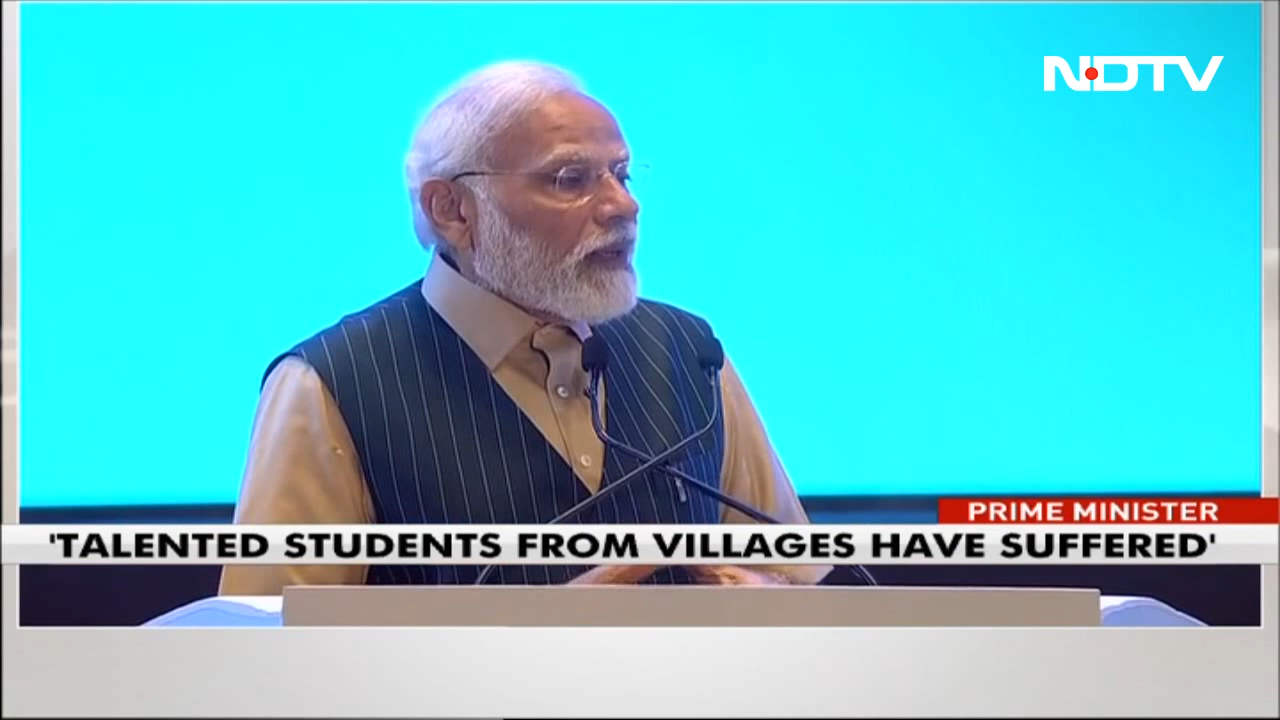 NDTV
PRIME MINISTER
'TALENTED STUDENTS FROM VILLAGES HAVE SUFFERED'